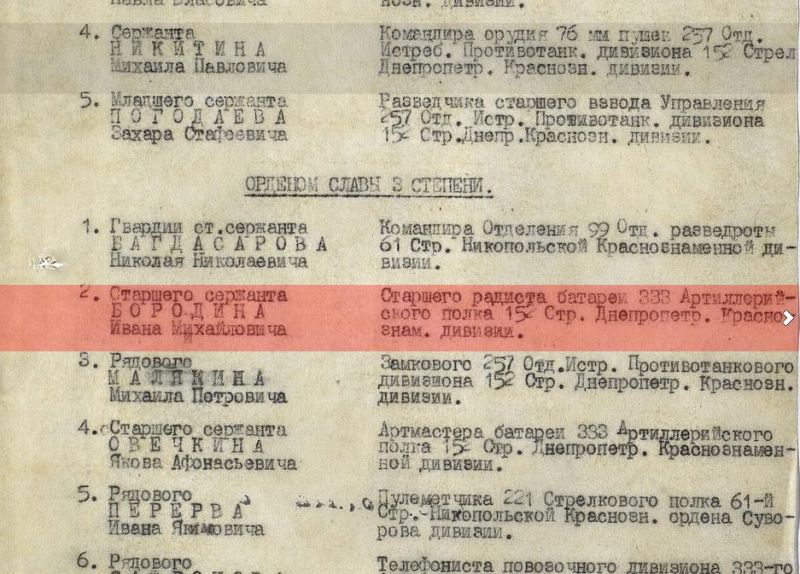 Павла Власовича нозн. дивизии.
4. Сержанта Командира орудия 76 мм пушек 257 Отд.
НИКИТИНА Истреб. Противотанк. дивизиона 152 Стрел
Михаила Павловича Днепропетр. Краснозн. дивизии.
5. Младшего сержанта Разведчика старшего взвода Управления
ПОГОДАЕВА 257 Отд. Истр. Противотанк. дивизиона
Захара Стафеевича 152 Стр.Днепр.Краснозн. дивизии.
ОРДЕНОМ СЛАВЫ 3 СТЕПЕНИ.
1. Гвардии ст.сержанта Командира Отделения 99 Отд. разведроты
БАГДАСАРОВА 61 Стр. Никопольской Краснознаменной ди-
Николая Николаевича визии.
2. Старшего сержанта Старшего радиста батареи 333 Артиллерий-
БОРОДИНА ского полка 152 Стр. Днепропетр. Красно-
Ивана Михайловича знам. дивизии.
3. Рядового Замкового 257 Отд.Истр. Противотанкового
МАЛЯКИНА дивизиона 152 Стр. Днепропетр. Краснозн.
Михаила Петровича дивизии.
4. Старшего сержанта Артмастера батареи 333 Артиллерийского
ОВЕЧКИНА полка 152 Стр. Днепропетр. Краснознамен-
Якова Афонасьевича ной дивизии.
5. Рядового Пулеметчика 221 Стрелкового полка 61-й
ПЕРЕРВА Стр.-Никопольской Краснозн. ордена Суво-
Ивана Якимовича рова дивизии.
6. Рядового Телефониста повозочного дивизиона 333-го